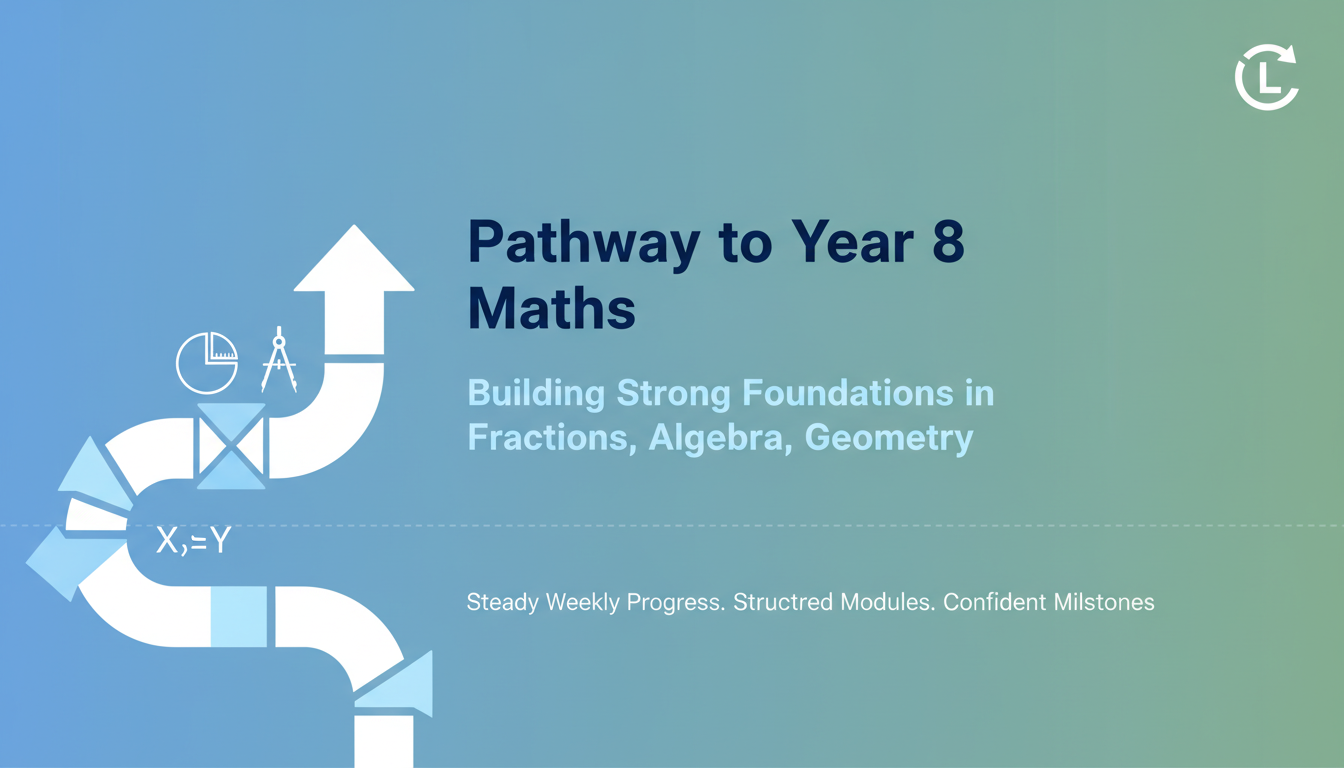 L
Pathway to Year 8
Maths
Building Strong Foundations in
Fractions, Algebra, Geometry
X,=Y
Steady Weekly Progress. Structred Modules. Confident Milstones